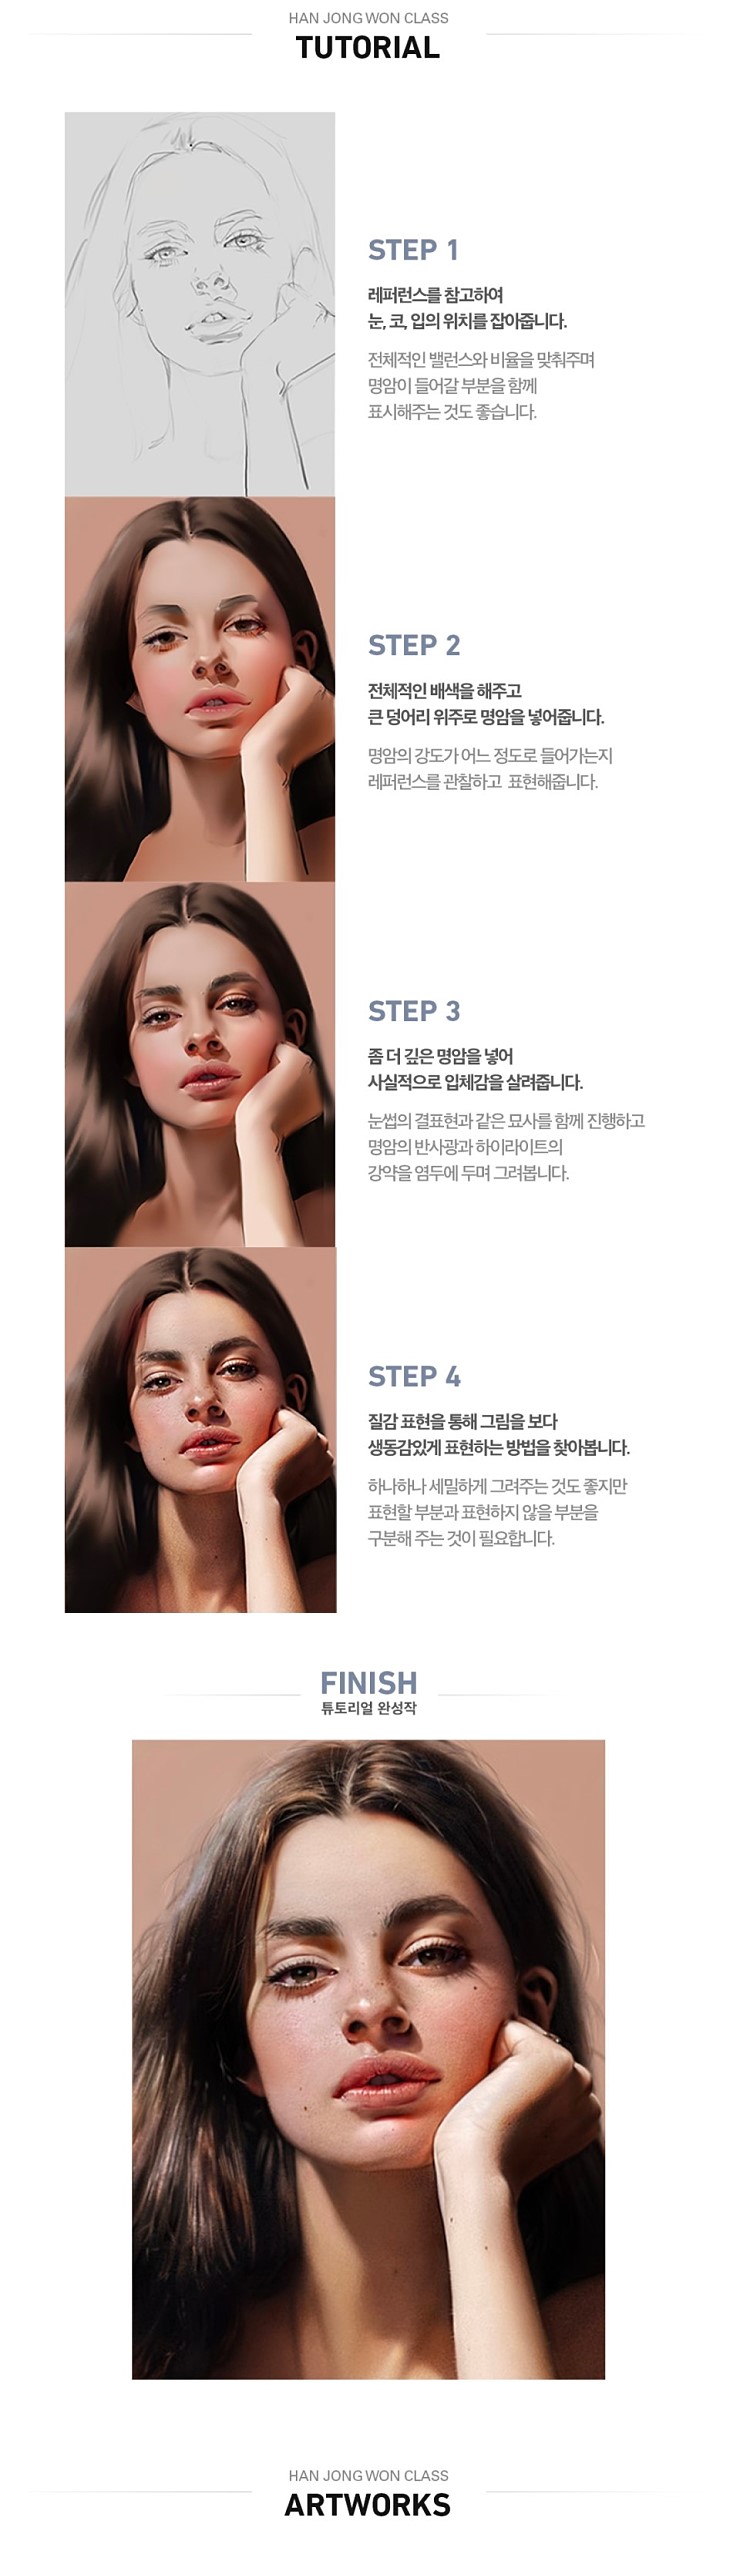 HAN JONG WON CLASS
TUTORIAL
STEP 1
레퍼런스를 참고하여
눈, 코, 입의 위치를 잡아줍니다.
전체적인 밸런스와 비율을 맞춰주며
명암이 들어갈 부분을 함께
표시해주는 것도 좋습니다.
STEP 2
전체적인 배색을 해주고
큰 덩어리 위주로 명암을 넣어줍니다.
명암의 강도가 어느 정도로 들어가는지
레퍼런스를 관찰하고 표현해줍니다.
STEP 3
좀 더 깊은 명암을 넣어
사실적으로 입체감을 살려줍니다.
눈썹의 결표현과 같은 묘사를 함께 진행하고
명암의 반사광과 하이라이트의
강약을 염두에 두며 그려봅니다.
STEP 4
질감 표현을 통해 그림을 보다
생동감있게 표현하는 방법을 찾아봅니다.
하나하나 세밀하게 그려주는 것도 좋지만
표현할 부분과 표현하지 않을 부분을
구분해 주는 것이 필요합니다.
FINISH
튜토리얼 완성작
HAN JONG WON CLASS
ARTWORKS